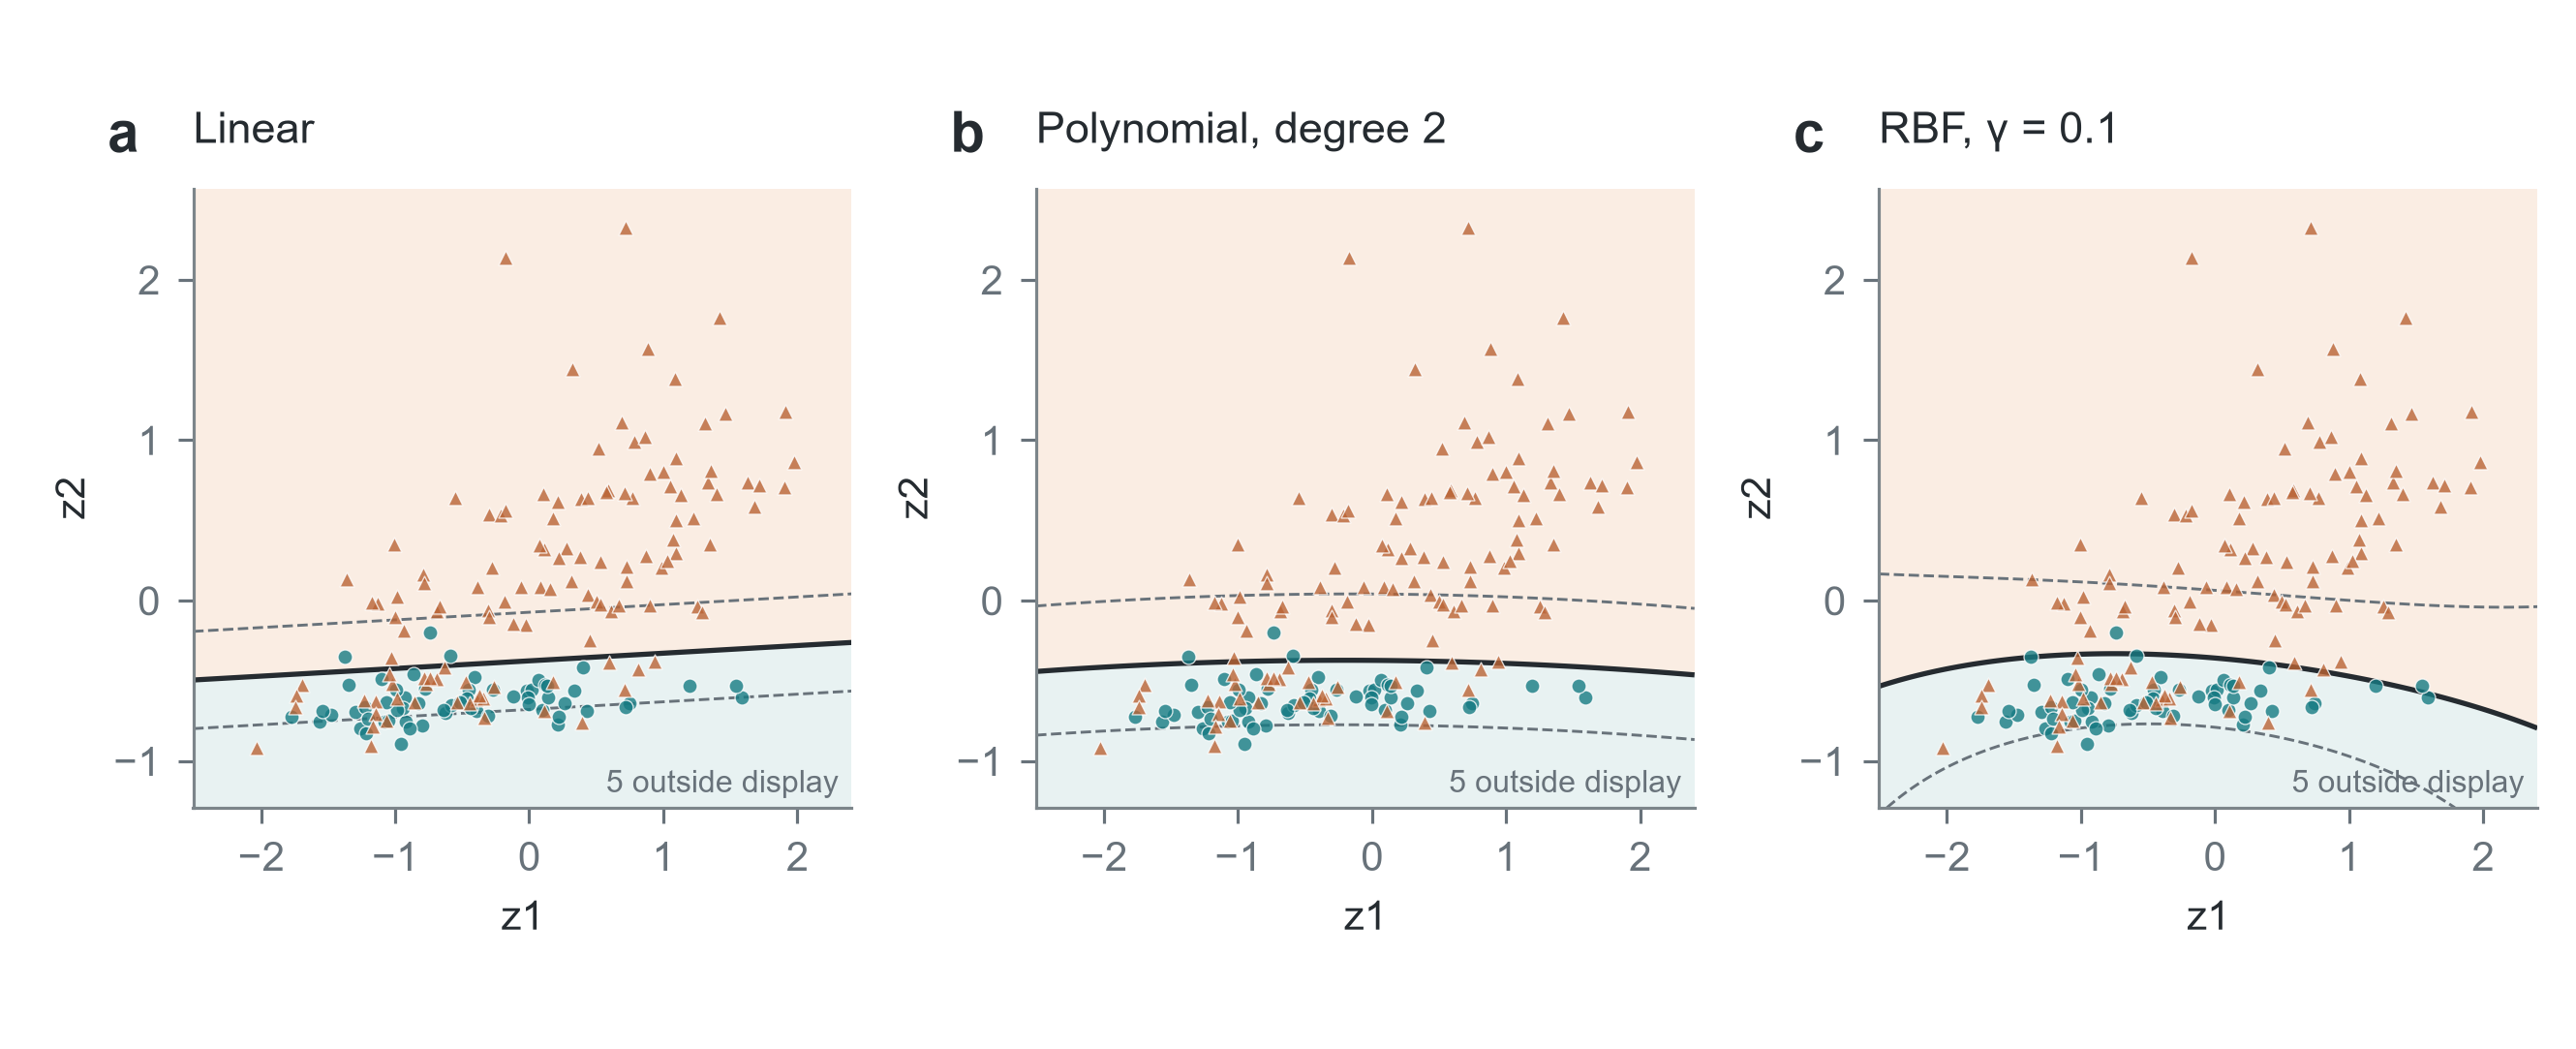 a Linear
2
1
0
−1
z2
5 outside display
−2 −1 0 1 2
z1
b Polynomial, degree 2
2
1
0
−1
z2
5 outside display
−2 −1 0 1 2
z1
c RBF, γ = 0.1
2
1
0
−1
z2
5 outside display
−2 −1 0 1 2
z1